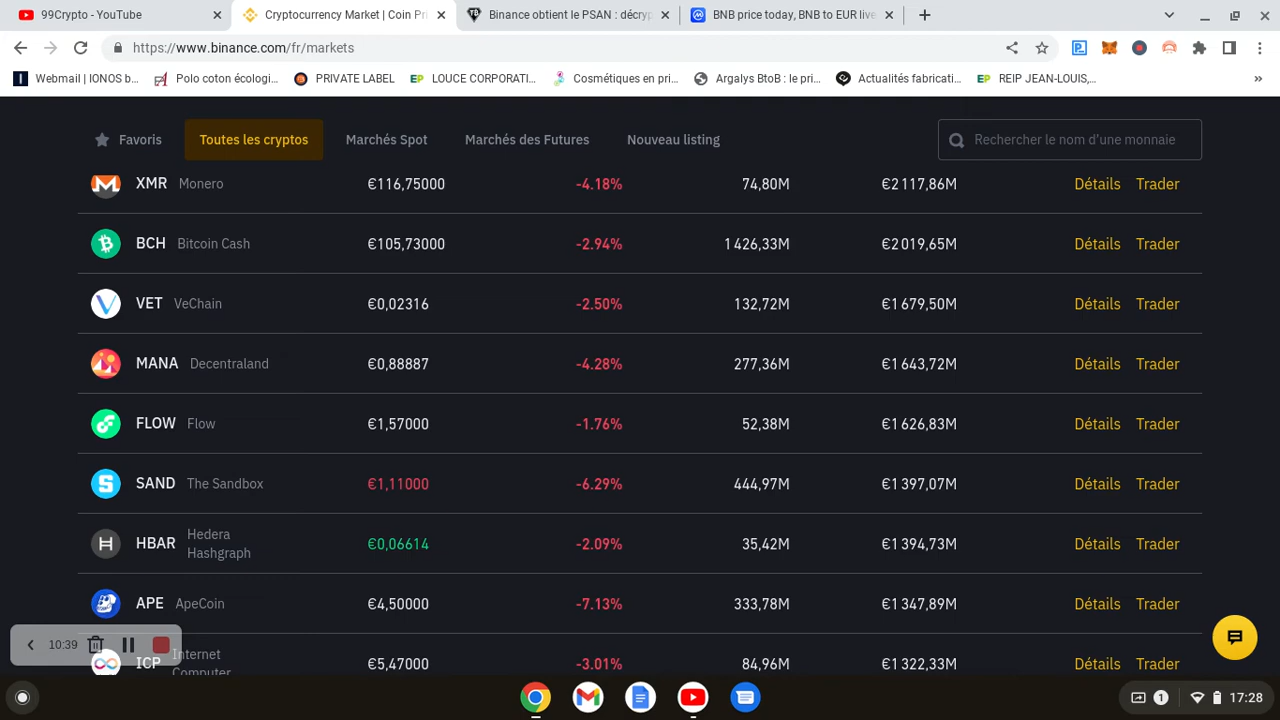 99Crypto - YouTube
Cryptocurrency Market | Coin Pri
Binance obtient le PSAN : décryp
BNB price today, BNB to EUR live
https://www.binance.com/fr/markets
Webmail | IONOS b...
Polo coton écologi...
PRIVATE LABEL
LOUCE CORPORATI...
Cosmétiques en pri...
Argalys BtoB : le pri...
Actualités fabricati...
REIP JEAN-LOUIS,...
»
Favoris
Toutes les cryptos
Marchés Spot
Marchés des Futures
Nouveau listing
Rechercher le nom d'une monnaie
XMR Monero €116,75000 -4.18% 74,80M €2 117,86M Détails Trader
BCH Bitcoin Cash €105,73000 -2.94% 1 426,33M €2 019,65M Détails Trader
VET VeChain €0,02316 -2.50% 132,72M €1 679,50M Détails Trader
MANA Decentraland €0,88887 -4.28% 277,36M €1 643,72M Détails Trader
FLOW Flow €1,57000 -1.76% 52,38M €1 626,83M Détails Trader
SAND The Sandbox €1,11000 -6.29% 444,97M €1 397,07M Détails Trader
HBAR Hedera Hashgraph €0,06614 -2.09% 35,42M €1 394,73M Détails Trader
APE ApeCoin €4,50000 -7.13% 333,78M €1 347,89M Détails Trader
ICP Internet Computer €5,47000 -3.01% 84,96M €1 322,33M Détails Trader
10:39
1
17:28